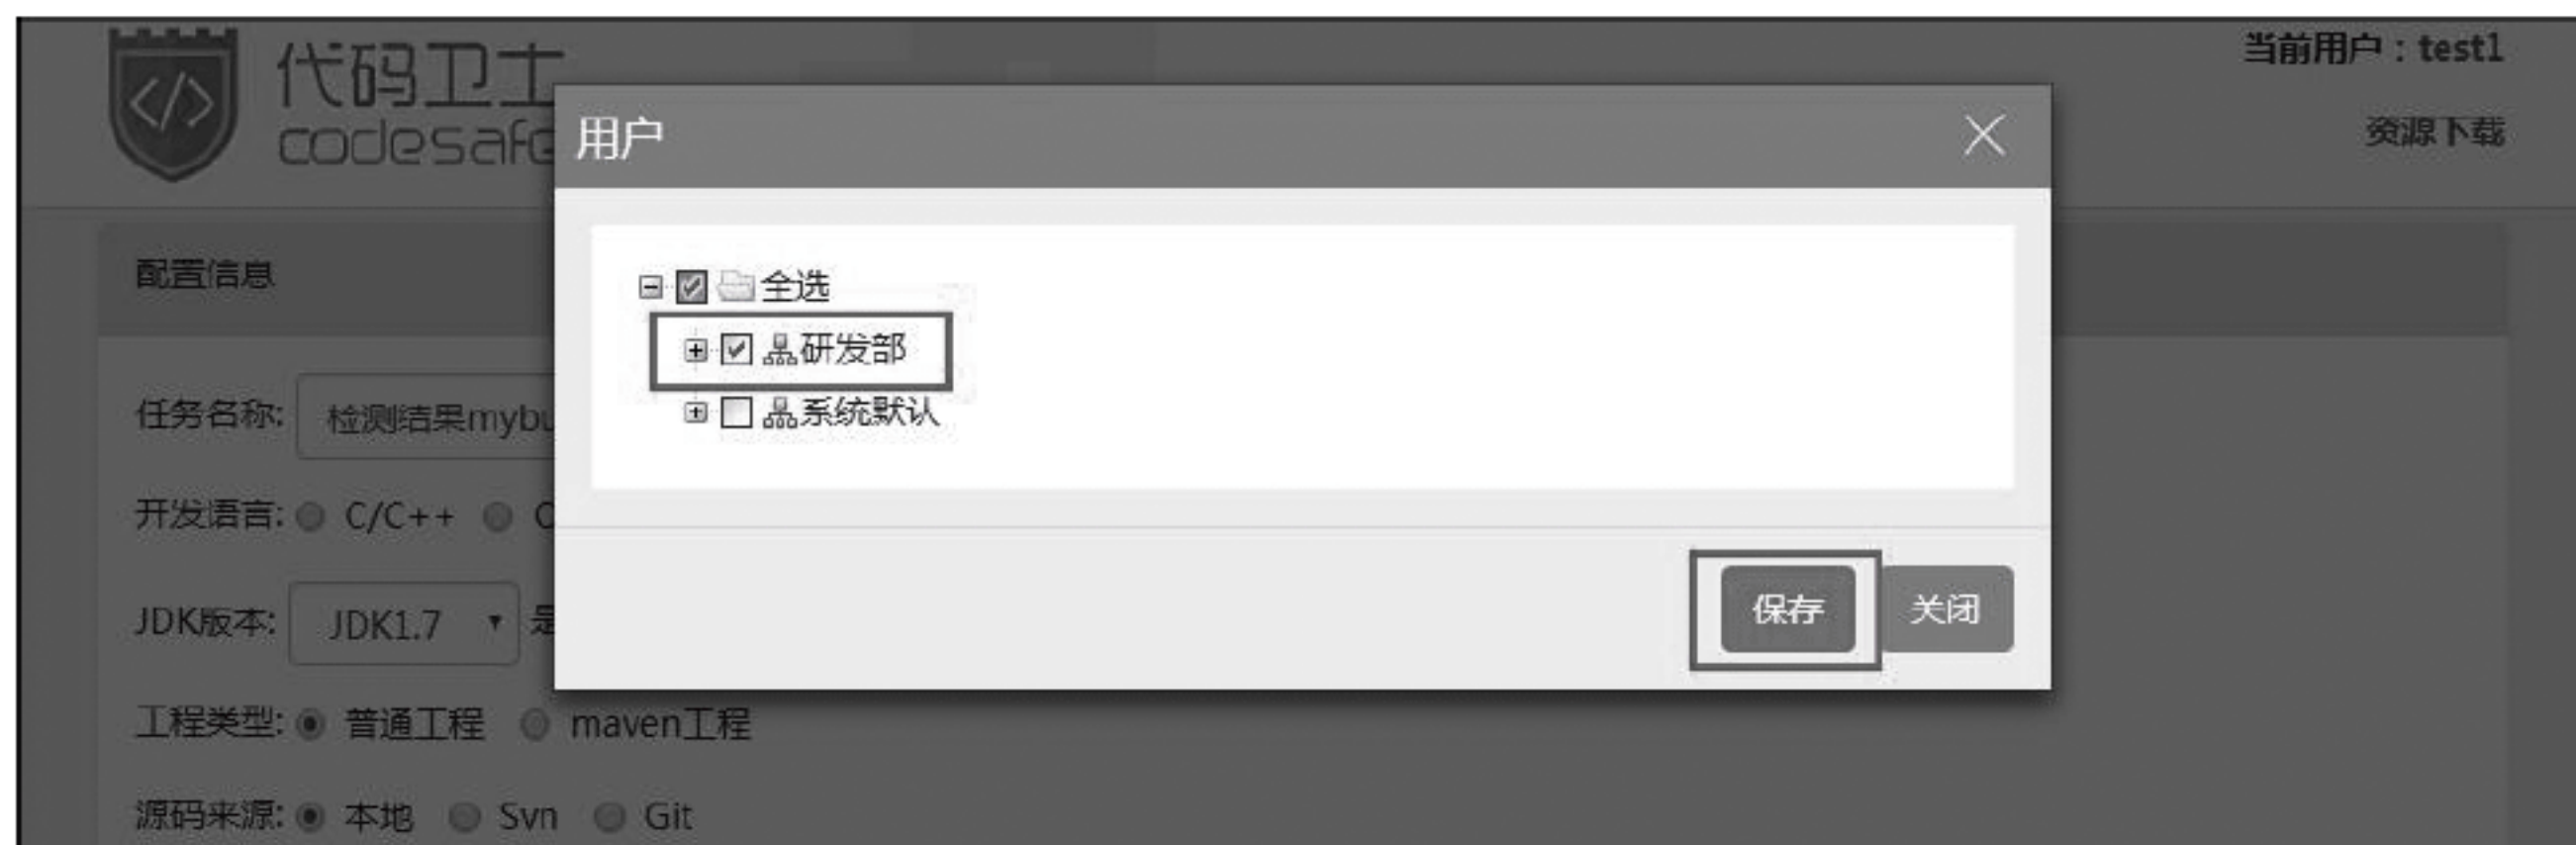 代码卫士
codesafe
当前用户：test1
资源下载
用户
全选
研发部
系统默认
保存
关闭
配置信息
任务名称: 检测结果mybu
开发语言: C/C++
JDK版本: JDK1.7
工程类型: 普通工程 maven工程
源码来源: 本地 Svn Git